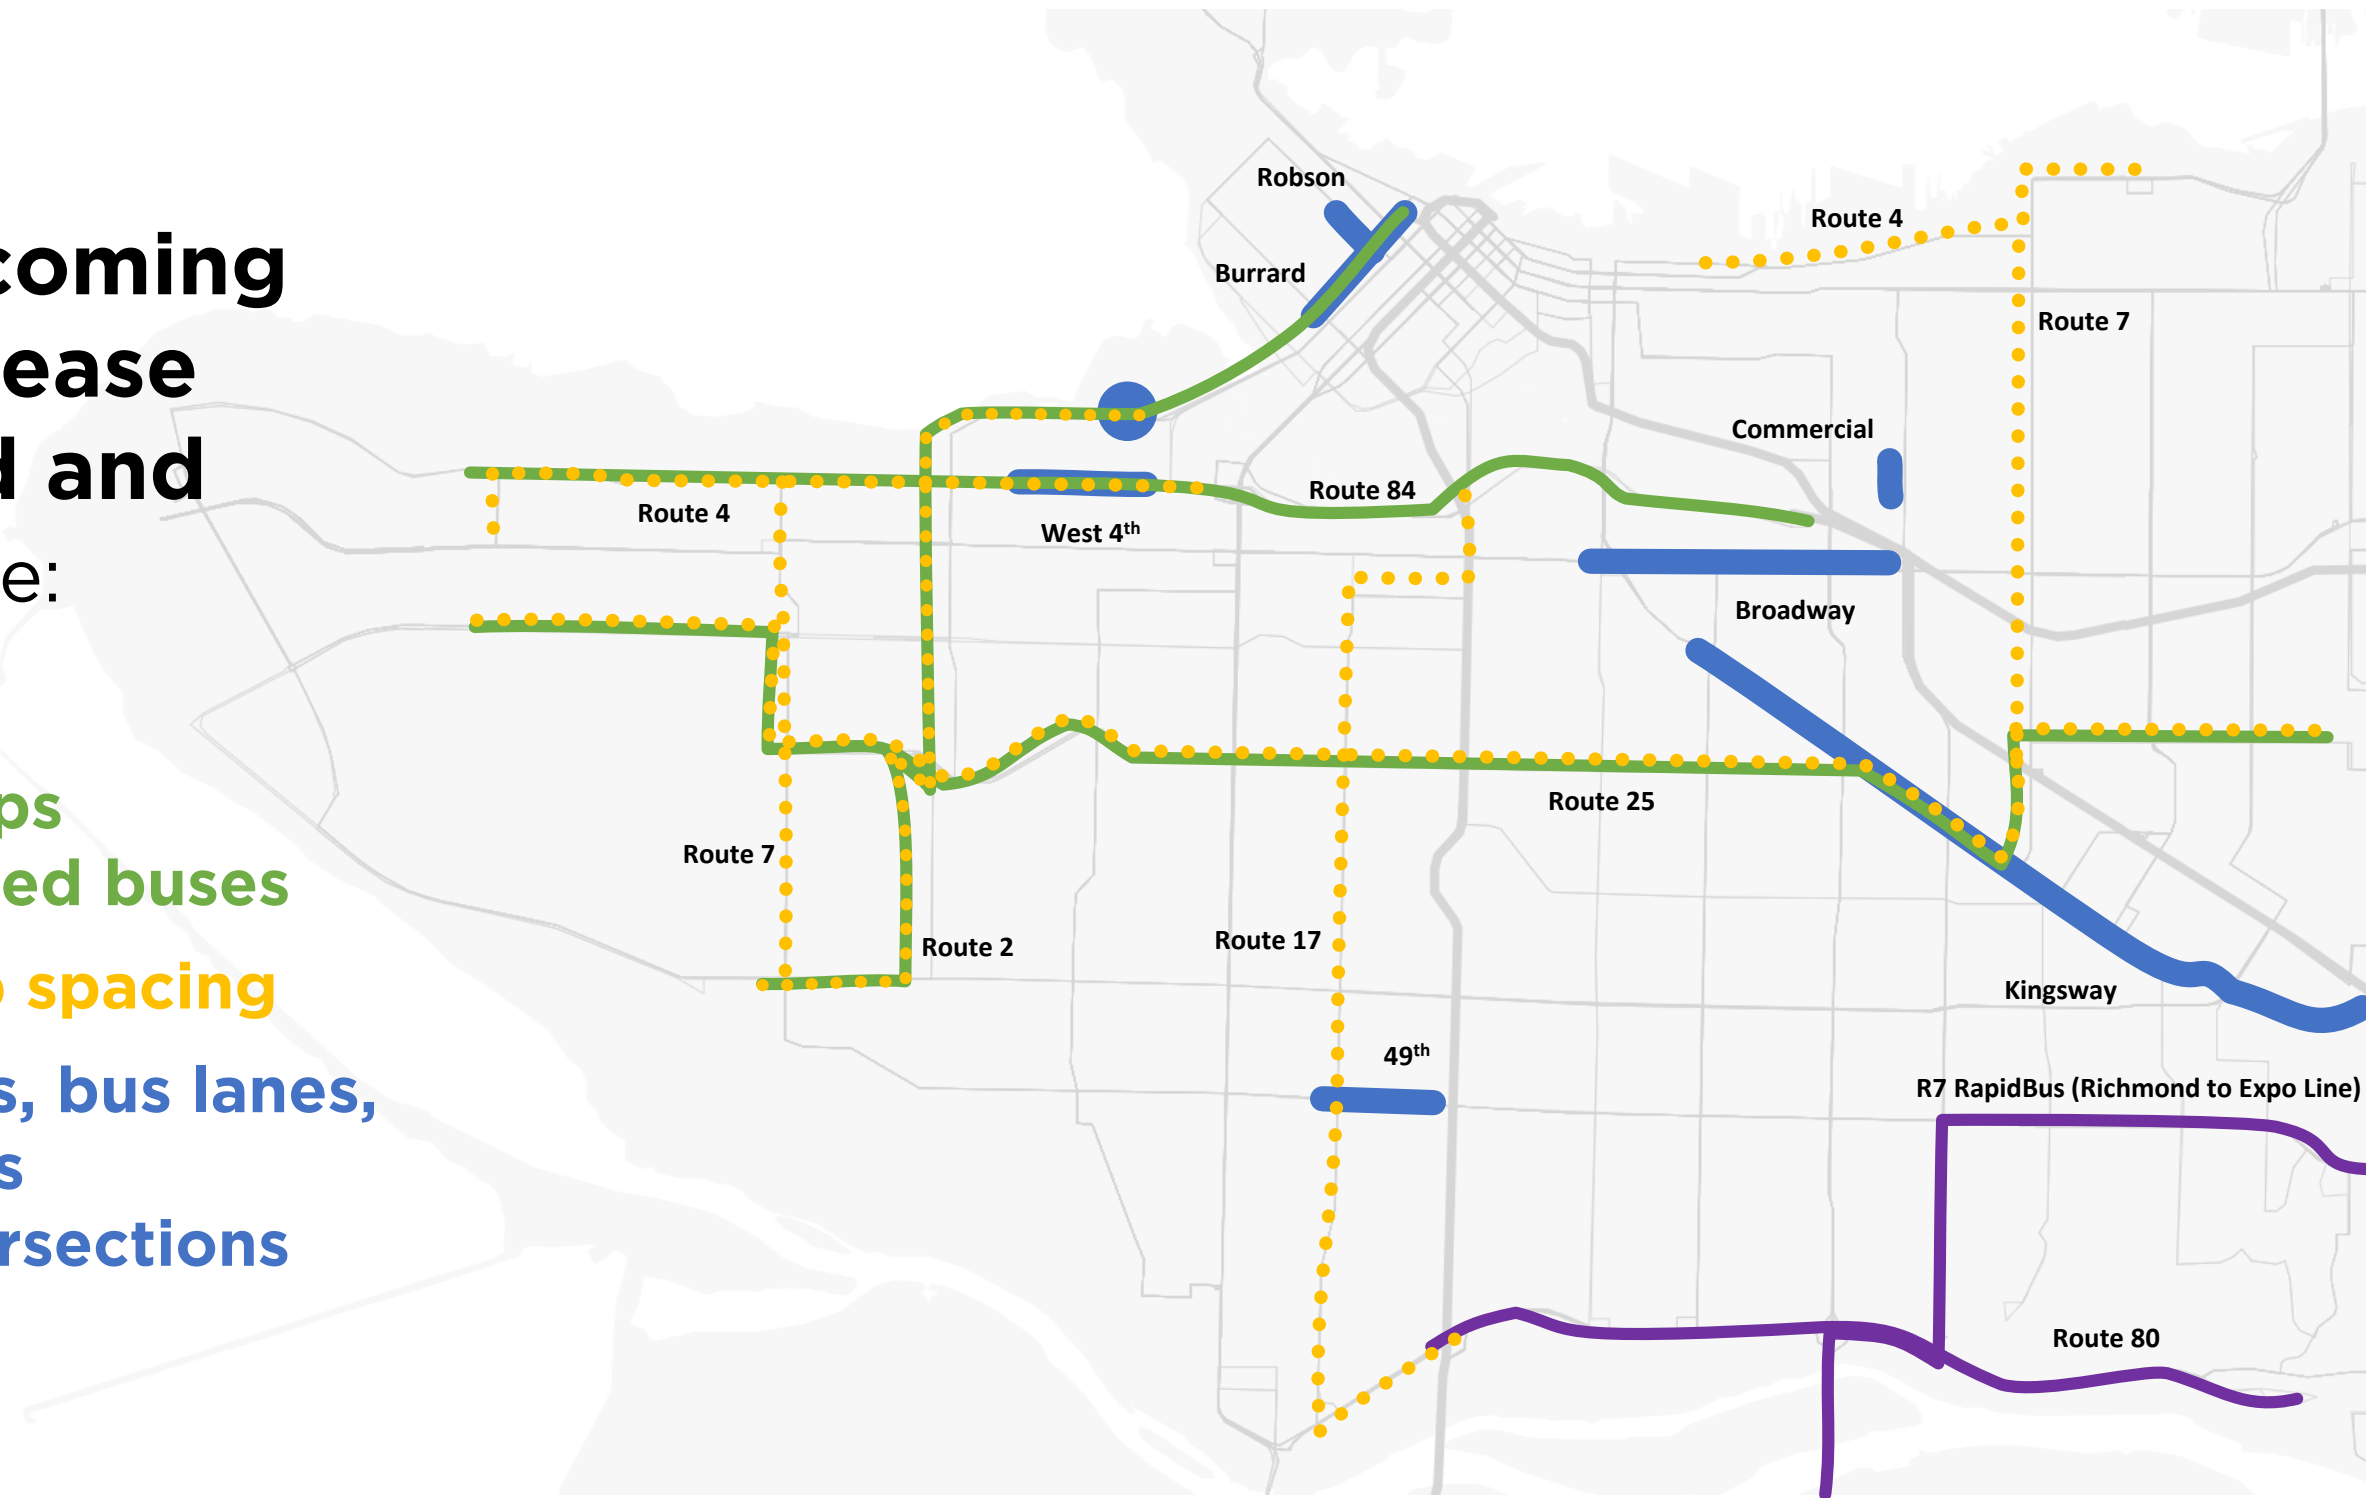 coming
ease
d and
e:
ps
ed buses
o spacing
s, bus lanes,
s
rsections
Robson
Burrard
Route 4
Route 7
Commercial
Route 84
Route 4
West 4th
Broadway
Route 25
Route 7
Route 2
Route 17
Kingsway
49th
R7 RapidBus (Richmond to Expo Line)
Route 80